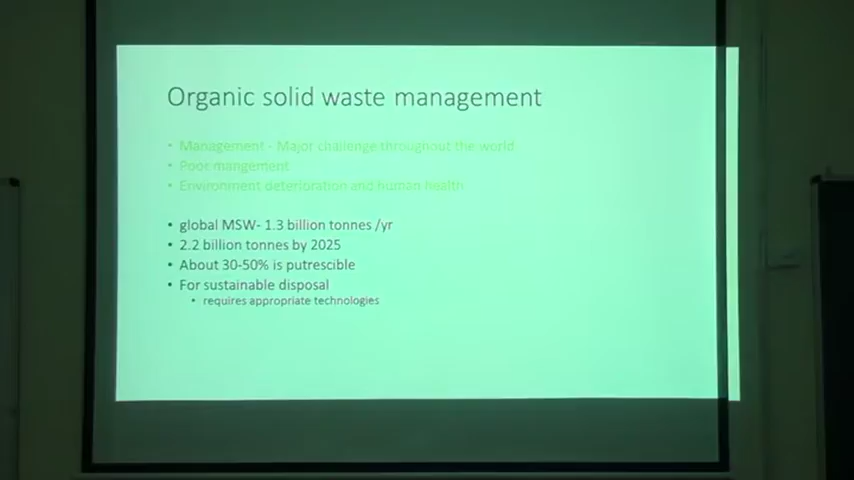 Organic solid waste management
• Management - Major challenge throughout the world
• Poor mangement
• Environment deterioration and human health
• global MSW- 1.3 billion tonnes /yr
• 2.2 billion tonnes by 2025
• About 30-50% is putrescible
• For sustainable disposal
• requires appropriate technologies